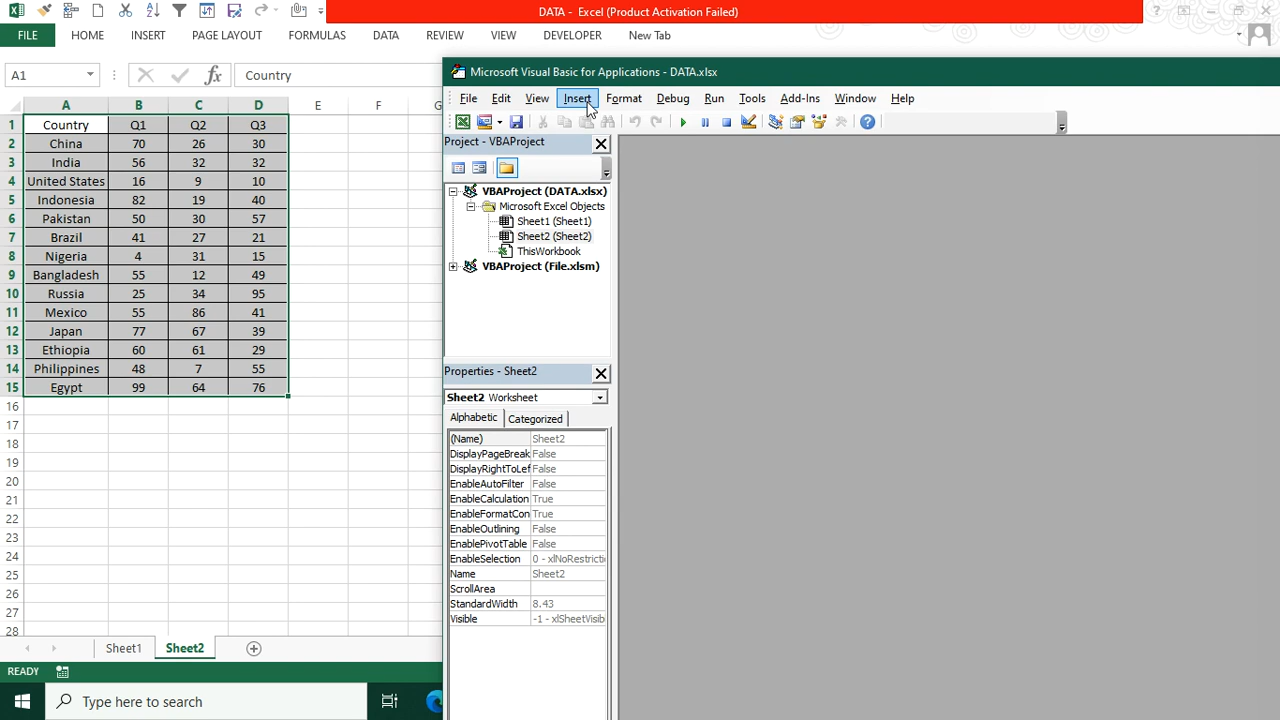 DATA - Excel (Product Activation Failed)
FILE HOME INSERT PAGE LAYOUT FORMULAS DATA REVIEW VIEW DEVELOPER New Tab
A1 fx Country
A B C D E F G
1 Country Q1 Q2 Q3
2 China 70 26 30
3 India 56 32 32
4 United States 16 9 10
5 Indonesia 82 19 40
6 Pakistan 50 30 57
7 Brazil 41 27 21
8 Nigeria 4 31 15
9 Bangladesh 55 12 49
10 Russia 25 34 95
11 Mexico 55 86 41
12 Japan 77 67 39
13 Ethiopia 60 61 29
14 Philippines 48 7 55
15 Egypt 99 64 76
16
17
18
19
20
21
22
23
24
25
26
27
28
Sheet1 Sheet2
READY
Type here to search
Microsoft Visual Basic for Applications - DATA.xlsx
File Edit View Insert Format Debug Run Tools Add-Ins Window Help
Project - VBAProject
VBAProject (DATA.xlsx)
Microsoft Excel Objects
Sheet1 (Sheet1)
Sheet2 (Sheet2)
ThisWorkbook
VBAProject (File.xlsm)
Properties - Sheet2
Sheet2 Worksheet
Alphabetic Categorized
(Name) Sheet2
DisplayPageBreak False
DisplayRightToLef False
EnableAutoFilter False
EnableCalculation True
EnableFormatCon True
EnableOutlining False
EnablePivotTable False
EnableSelection 0 - xlNoRestrictio
Name Sheet2
ScrollArea
StandardWidth 8.43
Visible -1 - xlSheetVisib